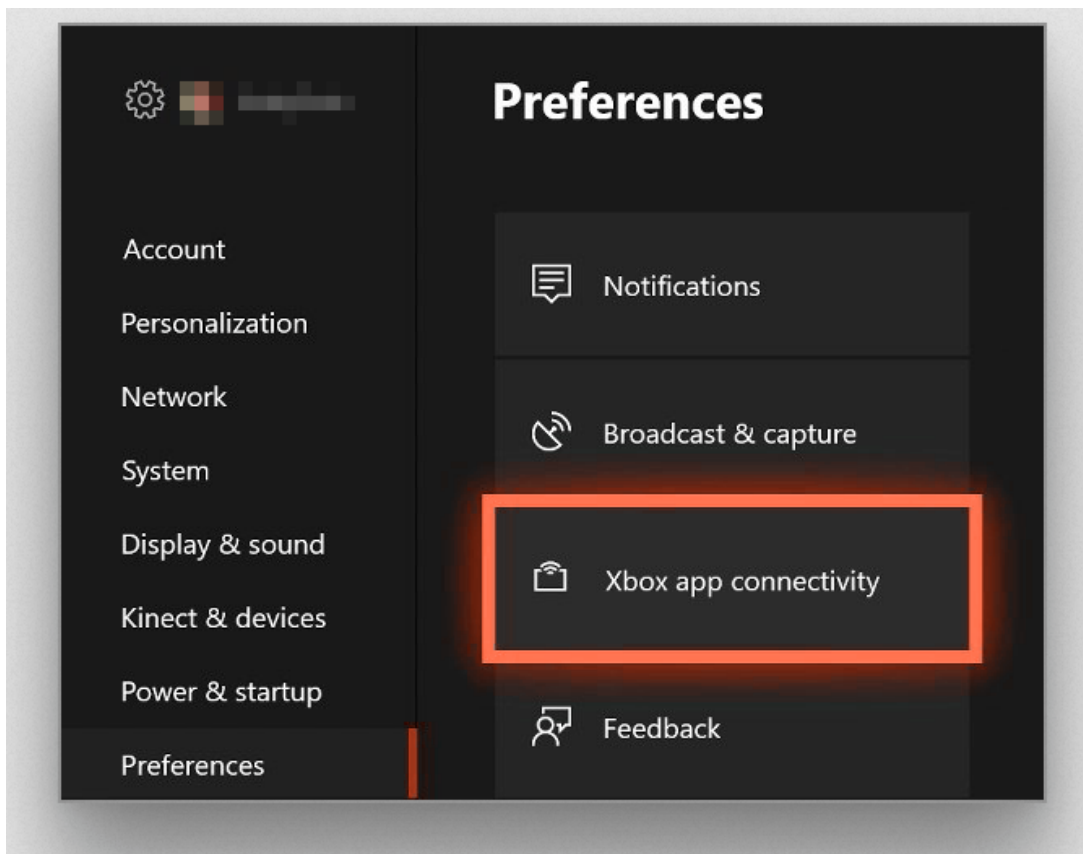 Preferences
Account
Personalization
Network
System
Display & sound
Kinect & devices
Power & startup
Preferences
Notifications
Broadcast & capture
Xbox app connectivity
Feedback